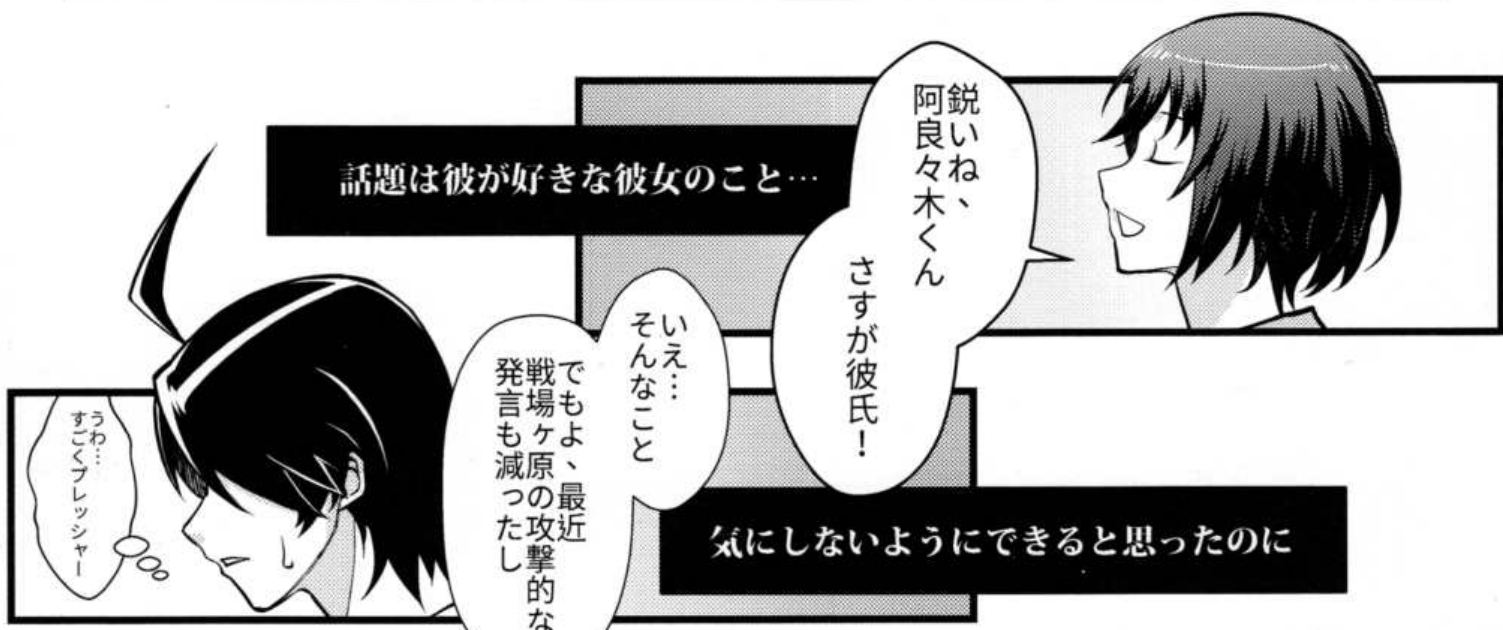 鋭いね、
阿良々木くん
さすが彼氏！
話題は彼が好きな彼女のこと…
いえ…
そんなこと
でもよ、最近
戦場ヶ原の攻撃的な
発言も減ったし
気にしないようにできると思ったのに
うわ…
すごくプレッシャー